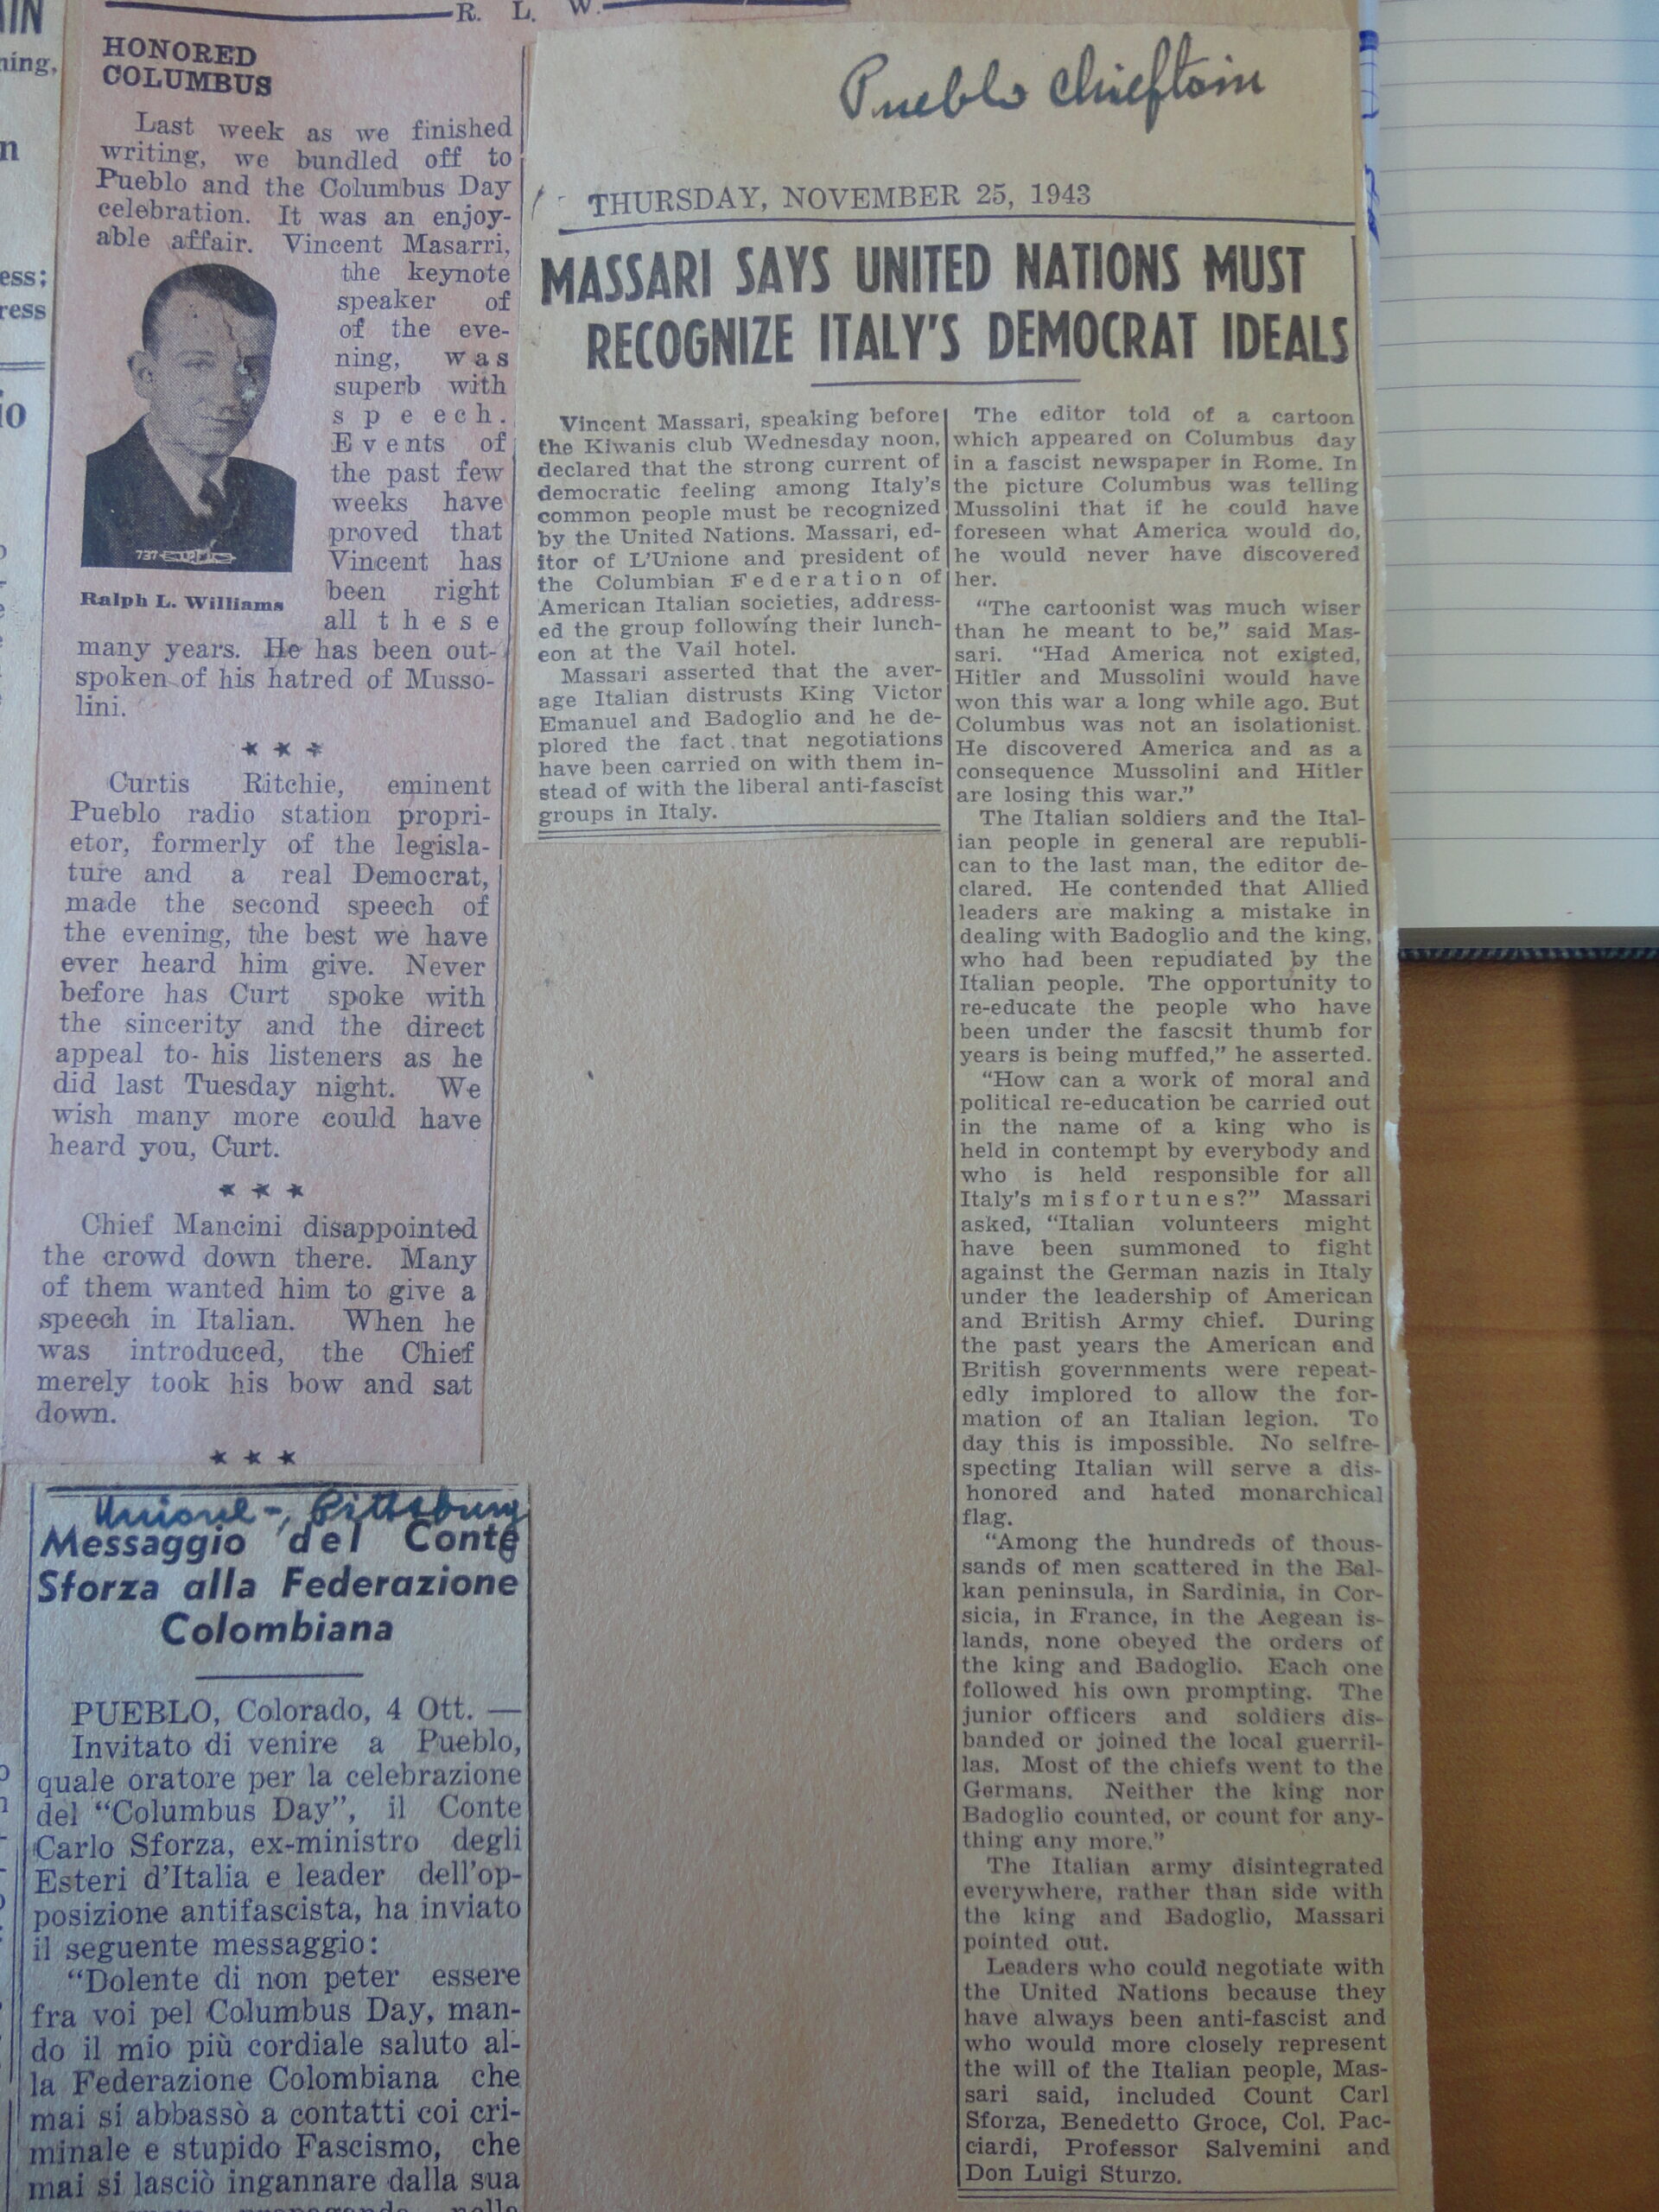 R. L. W.
HONORED
COLUMBUS
Last week as we finished
writing, we bundled off to
Pueblo and the Columbus Day
celebration. It was an enjoy-
able affair. Vincent Masarri,
the keynote
speaker of
of the eve-
ning, was
superb with
speech.
Events of
the past few
weeks have
proved that
Vincent has
been right
all these
737
Ralph L. Williams
many years. He has been out-
spoken of his hatred of Musso-
lini.
★ ★ ★
Curtis Ritchie, eminent
Pueblo radio station propri-
etor, formerly of the legisla-
ture and a real Democrat,
made the second speech of
the evening, the best we have
ever heard him give. Never
before has Curt spoke with
the sincerity and the direct
appeal to- his listeners as he
did last Tuesday night. We
wish many more could have
heard you, Curt.
★ ★ ★
Chief Mancini disappointed
the crowd down there. Many
of them wanted him to give a
speech in Italian. When he
was introduced, the Chief
merely took his bow and sat
down.
★ ★ ★
Unione -, Pittsburg
Messaggio del Conte
Sforza alla Federazione
Colombiana
PUEBLO, Colorado, 4 Ott. —
Invitato di venire a Pueblo,
quale oratore per la celebrazione
del “Columbus Day”, il Conte
Carlo Sforza, ex-ministro degli
Esteri d’Italia e leader dell’op-
posizione antifascista, ha inviato
il seguente messaggio:
“Dolente di non peter essere
fra voi pel Columbus Day, man-
do il mio più cordiale saluto al-
la Federazione Colombiana che
mai si abbassò a contatti coi cri-
minale e stupido Fascismo, che
mai si lasciò ingannare dalla sua
Pueblo Chieftain
THURSDAY, NOVEMBER 25, 1943
MASSARI SAYS UNITED NATIONS MUST
RECOGNIZE ITALY'S DEMOCRAT IDEALS
Vincent Massari, speaking before
the Kiwanis club Wednesday noon,
declared that the strong current of
democratic feeling among Italy's
common people must be recognized
by the United Nations. Massari, ed-
itor of L'Unione and president of
the Columbian Federation of
American Italian societies, address-
ed the group following their lunch-
eon at the Vail hotel.
Massari asserted that the aver-
age Italian distrusts King Victor
Emanuel and Badoglio and he de-
plored the fact that negotiations
have been carried on with them in-
stead of with the liberal anti-fascist
groups in Italy.
The editor told of a cartoon
which appeared on Columbus day
in a fascist newspaper in Rome. In
the picture Columbus was telling
Mussolini that if he could have
foreseen what America would do,
he would never have discovered
her.
“The cartoonist was much wiser
than he meant to be,” said Mas-
sari. “Had America not existed,
Hitler and Mussolini would have
won this war a long while ago. But
Columbus was not an isolationist.
He discovered America and as a
consequence Mussolini and Hitler
are losing this war.”
The Italian soldiers and the Ital-
ian people in general are republi-
can to the last man, the editor de-
clared. He contended that Allied
leaders are making a mistake in
dealing with Badoglio and the king,
who had been repudiated by the
Italian people. The opportunity to
re-educate the people who have
been under the fascsit thumb for
years is being muffed,” he asserted.
“How can a work of moral and
political re-education be carried out
in the name of a king who is
held in contempt by everybody and
who is held responsible for all
Italy's misfortunes?” Massari
asked, “Italian volunteers might
have been summoned to fight
against the German nazis in Italy
under the leadership of American
and British Army chief. During
the past years the American and
British governments were repeat-
edly implored to allow the for-
mation of an Italian legion. To
day this is impossible. No selfre-
specting Italian will serve a dis-
honored and hated monarchical
flag.
“Among the hundreds of thous-
sands of men scattered in the Bal-
kan peninsula, in Sardinia, in Cor-
sicia, in France, in the Aegean is-
lands, none obeyed the orders of
the king and Badoglio. Each one
followed his own prompting. The
junior officers and soldiers dis-
banded or joined the local guerril-
las. Most of the chiefs went to the
Germans. Neither the king nor
Badoglio counted, or count for any-
thing any more.”
The Italian army disintegrated
everywhere, rather than side with
the king and Badoglio, Massari
pointed out.
Leaders who could negotiate with
the United Nations because they
have always been anti-fascist and
who would more closely represent
the will of the Italian people, Mas-
sari said, included Count Carl
Sforza, Benedetto Groce, Col. Pac-
ciardi, Professor Salvemini and
Don Luigi Sturzo.